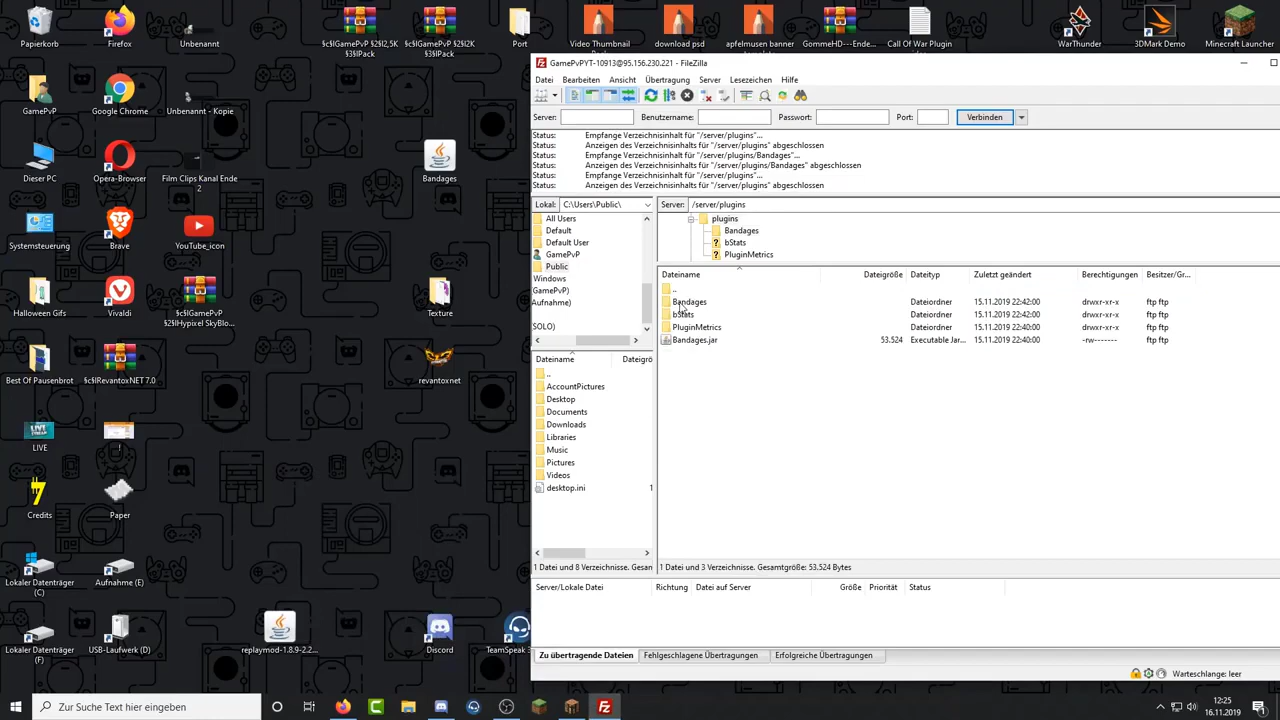 Papierkorb
Firefox
Unbenannt
§c§lGamePvP §2§l2,5K §3§lPack
§c§lGamePvP §2§l2K §3§lPack
Port
Video Thumbnail
download psd
apfelmusen banner
GommeHD---Ende...
Call Of War Plugin
WarThunder
3DMark Demo
Minecraft Launcher
GamePvP
Google Chrome
Unbenannt - Kopie
Dieser PC
Opera-Browser
Film Clips Kanal Ende 2
Bandages
Systemsteuerung
Brave
YouTube_icon
Halloween Gifs
Vivaldi
§c§lGamePvP §2§lHypixel SkyBlo...
Texture
Best Of Pausenbrot
§c§lRevantoxNET 7.0
revantoxnet
LIVE
LIVE
!
Credits
Paper
Lokaler Datenträger (C)
Aufnahme (E)
Lokaler Datenträger (F)
USB-Laufwerk (D)
replaymod-1.8.9-2.2...
Discord
TeamSpeak 3
GamePvPYT-10913@95.156.230.221 - FileZilla
Datei Bearbeiten Ansicht Übertragung Server Lesezeichen Hilfe
Server: Benutzername: Passwort: Port: Verbinden
Status: Empfange Verzeichnisinhalt für "/server/plugins"...
Status: Anzeigen des Verzeichnisinhalts für "/server/plugins" abgeschlossen
Status: Empfange Verzeichnisinhalt für "/server/plugins/Bandages"...
Status: Anzeigen des Verzeichnisinhalts für "/server/plugins/Bandages" abgeschlossen
Status: Empfange Verzeichnisinhalt für "/server/plugins"...
Status: Anzeigen des Verzeichnisinhalts für "/server/plugins" abgeschlossen
Lokal: C:\Users\Public\
All Users
Default
Default User
GamePvP
Public
Windows
GamePvP)
Aufnahme)
SOLO)
Dateiname Dateigrö
..
AccountPictures
Desktop
Documents
Downloads
Libraries
Music
Pictures
Videos
desktop.ini 1
1 Datei und 8 Verzeichnisse. Gesan
Server: /server/plugins
plugins
Bandages
? bStats
? PluginMetrics
Dateiname Dateigröße Dateityp Zuletzt geändert Berechtigungen Besitzer/Gr...
..
Bandages Dateiordner 15.11.2019 22:42:00 drwxr-xr-x ftp ftp
bStats Dateiordner 15.11.2019 22:42:00 drwxr-xr-x ftp ftp
PluginMetrics Dateiordner 15.11.2019 22:40:00 drwxr-xr-x ftp ftp
Bandages.jar 53.524 Executable Jar... 15.11.2019 22:40:00 -rw------- ftp ftp
1 Datei und 3 Verzeichnisse. Gesamtgröße: 53.524 Bytes
Server/Lokale Datei Richtung Datei auf Server Größe Priorität Status
Zu übertragende Dateien Fehlgeschlagene Übertragungen Erfolgreiche Übertragungen
Warteschlange: leer
Zur Suche Text hier eingeben
12:25
16.11.2019